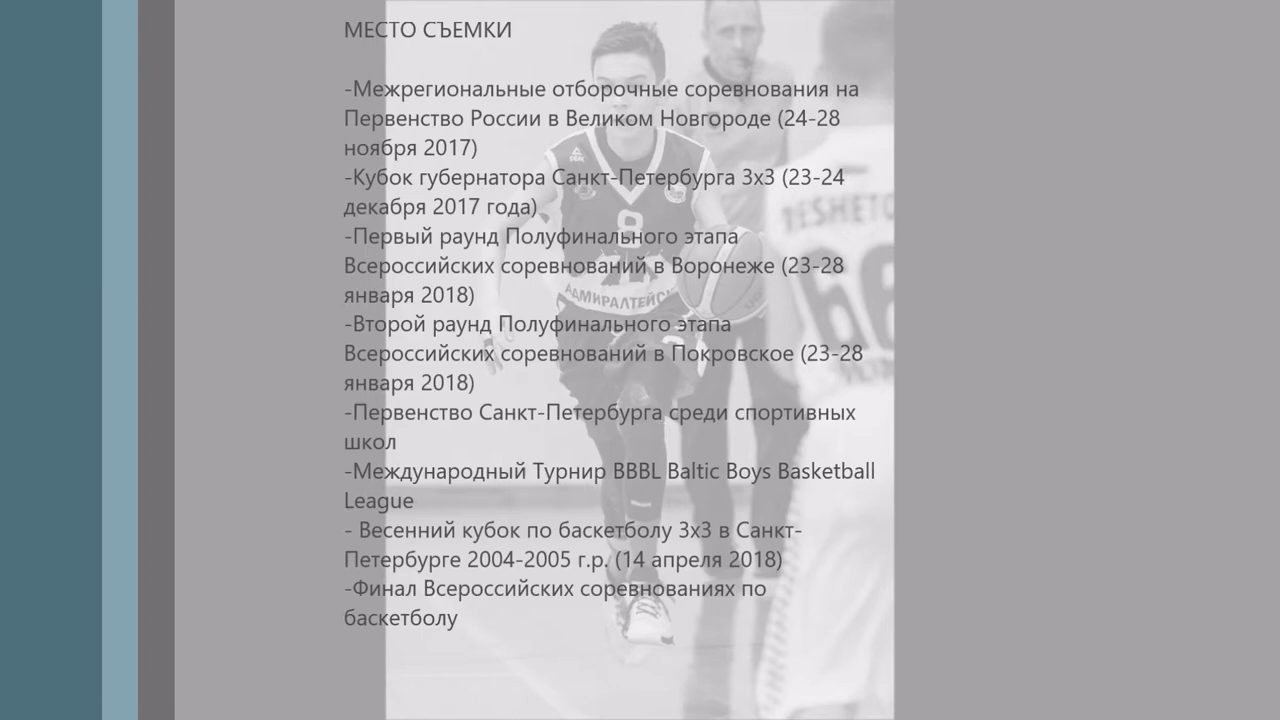 МЕСТО СЪЕМКИ
-Межрегиональные отборочные соревнования на
Первенство России в Великом Новгороде (24-28
ноября 2017)
-Кубок губернатора Санкт-Петербурга 3х3 (23-24
декабря 2017 года)
-Первый раунд Полуфинального этапа
Всероссийских соревнований в Воронеже (23-28
января 2018)
-Второй раунд Полуфинального этапа
Всероссийских соревнований в Покровское (23-28
января 2018)
-Первенство Санкт-Петербурга среди спортивных
школ
-Международный Турнир BBBL Baltic Boys Basketball
League
- Весенний кубок по баскетболу 3х3 в Санкт-
Петербурге 2004-2005 г.р. (14 апреля 2018)
-Финал Всероссийских соревнованиях по
баскетболу
9
66